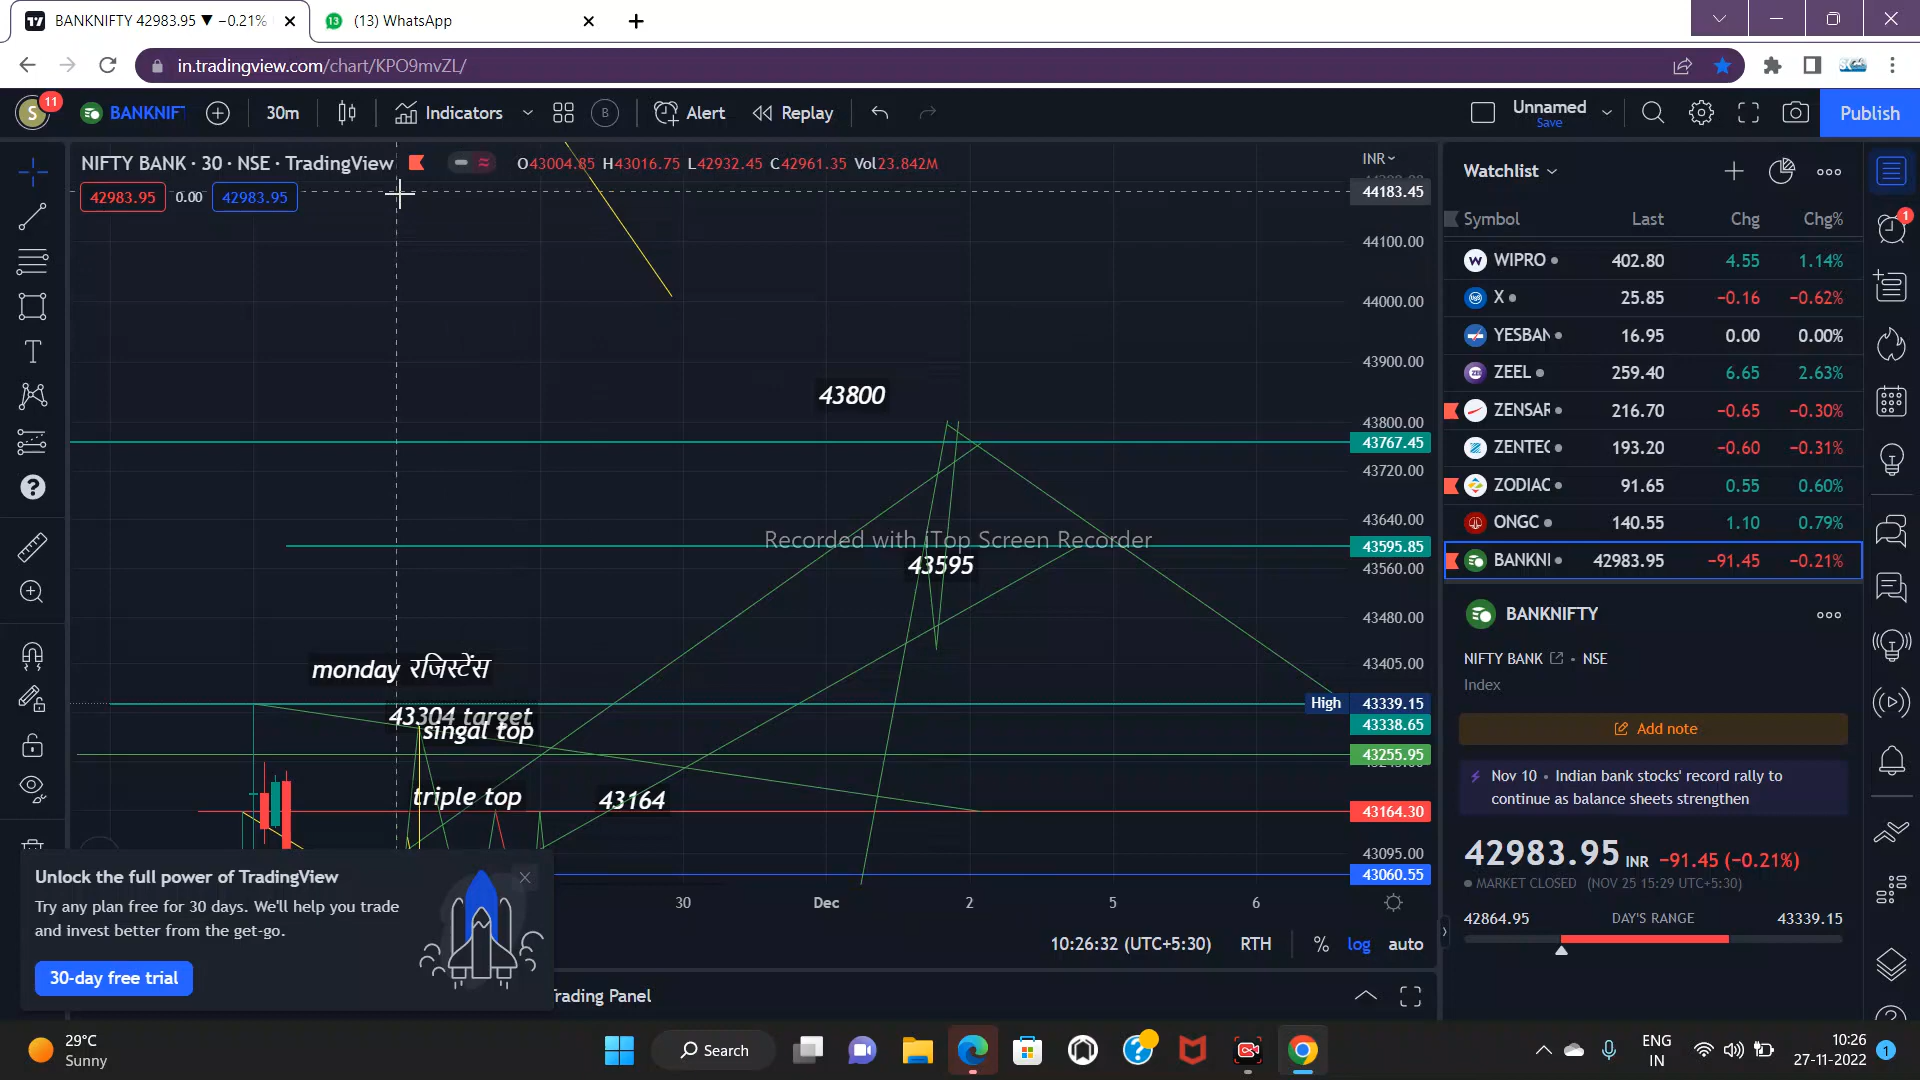 BANKNIFTY 42983.95 ▼ −0.21%
(13) WhatsApp
in.tradingview.com/chart/KPO9mvZL/
S 11 BANKNIFT 30m Indicators B Alert Replay Unnamed Save Publish
NIFTY BANK · 30 · NSE · TradingView O43004.85 H43016.75 L42932.45 C42961.35 Vol23.842M
42983.95 0.00 42983.95
INR
44183.45
44100.00
44000.00
43900.00
43800.00
43767.45
43720.00
43640.00
43595.85
43560.00
43480.00
43405.00
High 43339.15
43338.65
43255.95
43164.30
43095.00
43060.55
43800
Recorded with iTop Screen Recorder
43595
monday रजिस्टेंस
43304 target
singal top
triple top
43164
30 Dec 2 5 6
10:26:32 (UTC+5:30) RTH % log auto
Unlock the full power of TradingView
Try any plan free for 30 days. We'll help you trade
and invest better from the get-go.
30-day free trial
Trading Panel
Watchlist
Symbol Last Chg Chg%
WIPRO 402.80 4.55 1.14%
X 25.85 −0.16 −0.62%
YESBAN 16.95 0.00 0.00%
ZEEL 259.40 6.65 2.63%
ZENSAR 216.70 −0.65 −0.30%
ZENTEC 193.20 −0.60 −0.31%
ZODIAC 91.65 0.55 0.60%
ONGC 140.55 1.10 0.79%
BANKNI 42983.95 −91.45 −0.21%
BANKNIFTY
NIFTY BANK · NSE
Index
Add note
Nov 10 · Indian bank stocks' record rally to
continue as balance sheets strengthen
42983.95 INR −91.45 (−0.21%)
MARKET CLOSED (NOV 25 15:29 UTC+5:30)
42864.95 DAY'S RANGE 43339.15
29°C
Sunny
Search
ENG
IN
10:26
27-11-2022
1